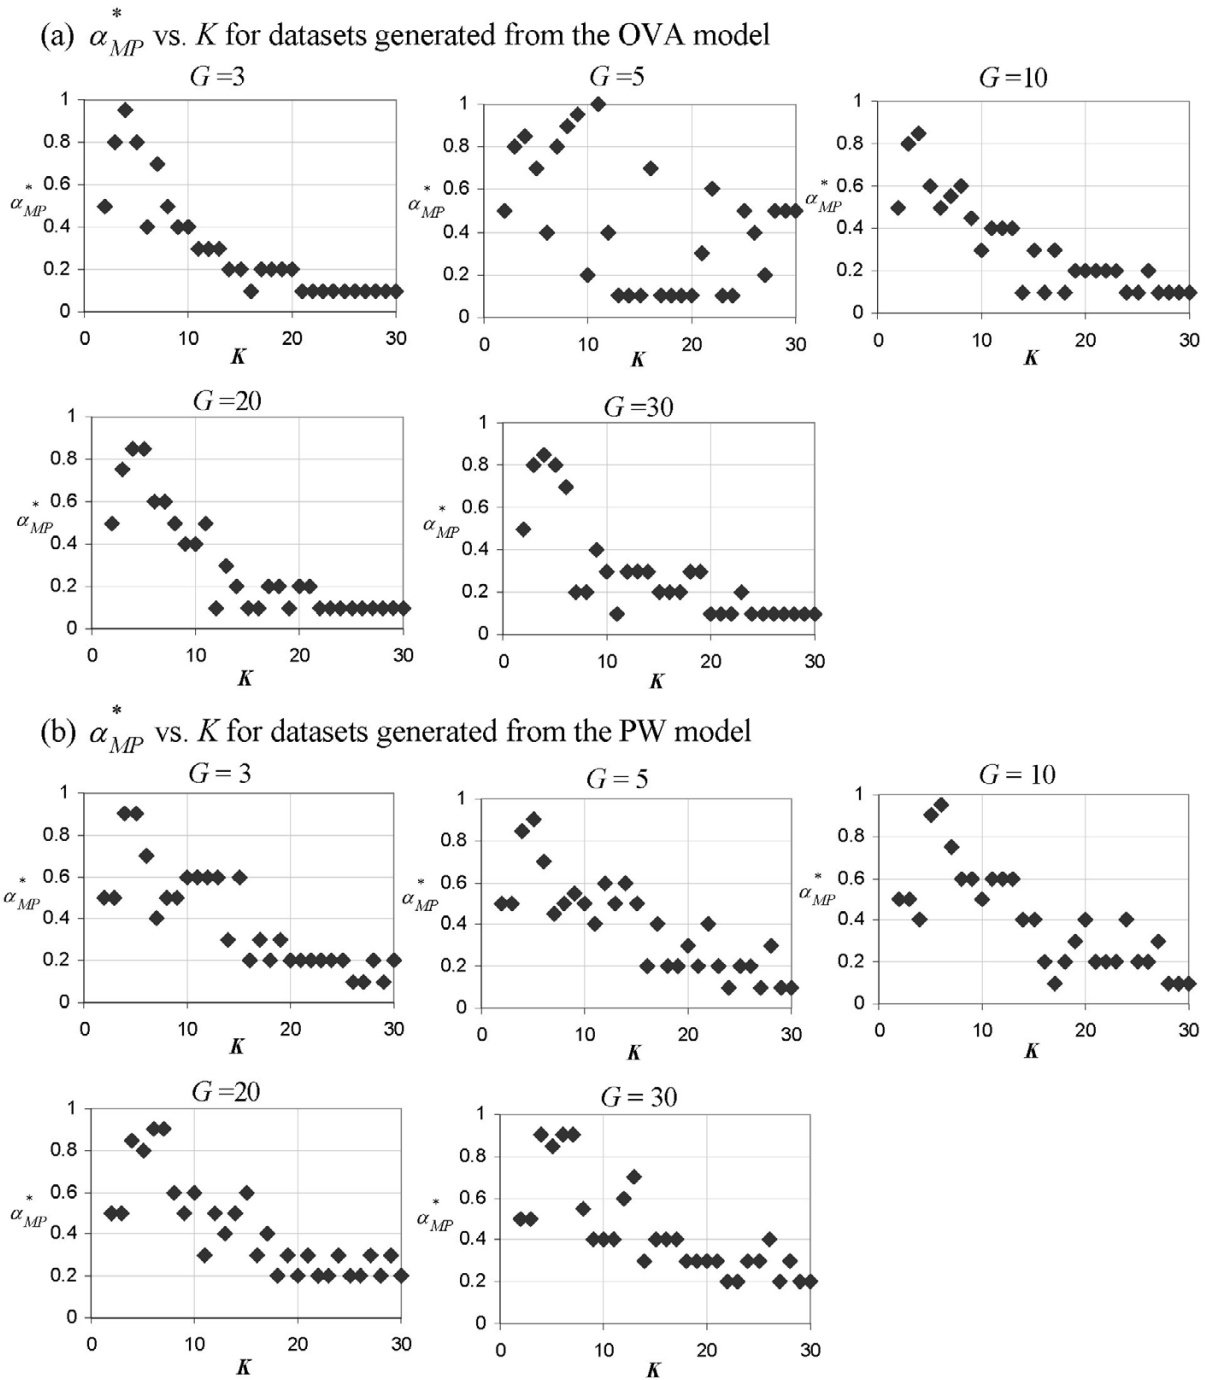 (a) α*MP vs. K for datasets generated from the OVA model
G =3
G =5
G =10
1
0.8
0.6
α*MP
0.4
0.2
0
0 10 20 30
K
1
0.8
0.6
α*MP
0.4
0.2
0
0 10 20 30
K
1
0.8
0.6
α*MP
0.4
0.2
0
0 10 20 30
K
G =20
G =30
1
0.8
0.6
α*MP
0.4
0.2
0
0 10 20 30
K
1
0.8
0.6
α*MP
0.4
0.2
0
0 10 20 30
K
(b) α*MP vs. K for datasets generated from the PW model
G = 3
G = 5
G = 10
1
0.8
0.6
α*MP
0.4
0.2
0
0 10 20 30
K
1
0.8
0.6
α*MP
0.4
0.2
0
0 10 20 30
K
1
0.8
0.6
α*MP
0.4
0.2
0
0 10 20 30
K
G =20
G = 30
1
0.8
0.6
α*MP
0.4
0.2
0
0 10 20 30
K
1
0.8
0.6
α*MP
0.4
0.2
0
0 10 20 30
K